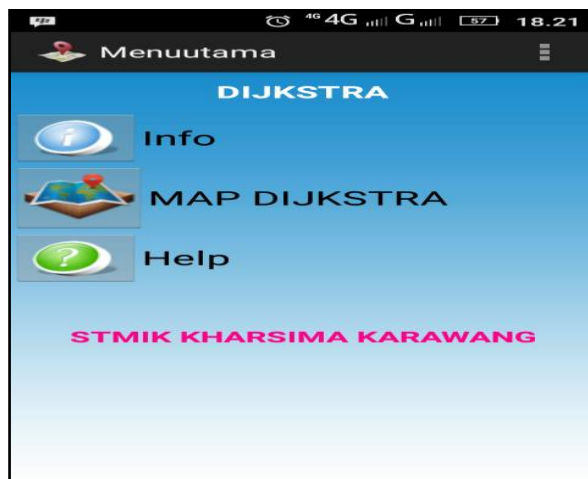 4G 4G G 57 18.21
Menuutama
DIJKSTRA
Info
MAP DIJKSTRA
Help
STMIK KHARSIMA KARAWANG